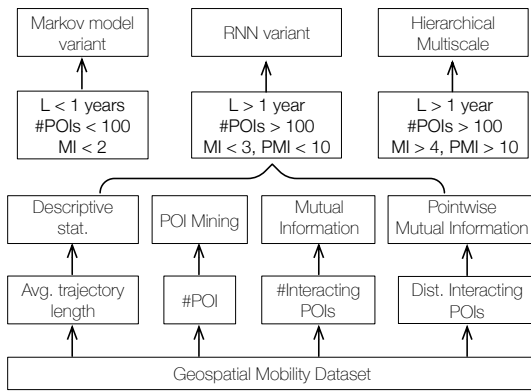 Markov model
variant
RNN variant
Hierarchical
Multiscale
L < 1 years
#POIs < 100
MI < 2
L > 1 year
#POIs > 100
MI < 3, PMI < 10
L > 1 year
#POIs > 100
MI > 4, PMI > 10
Descriptive
stat.
POI Mining
Mutual
Information
Pointwise
Mutual Information
Avg. trajectory
length
#POI
#Interacting
POIs
Dist. Interacting
POIs
Geospatial Mobility Dataset